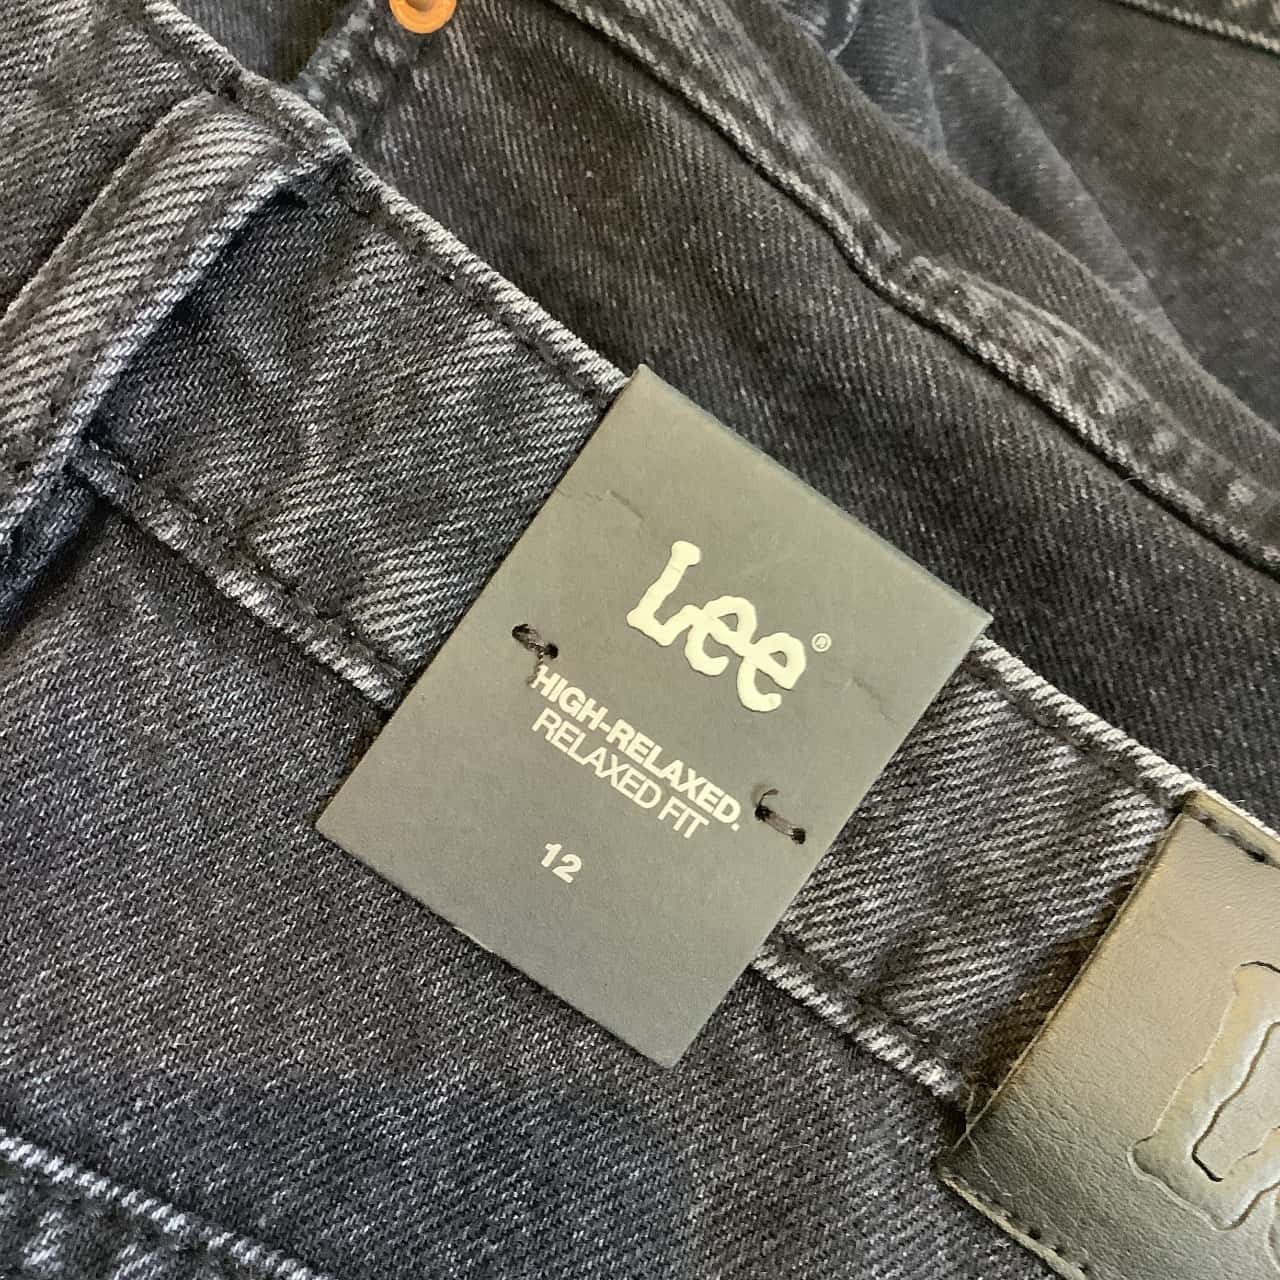 Lee®
HIGH-RELAXED.
RELAXED FIT
12